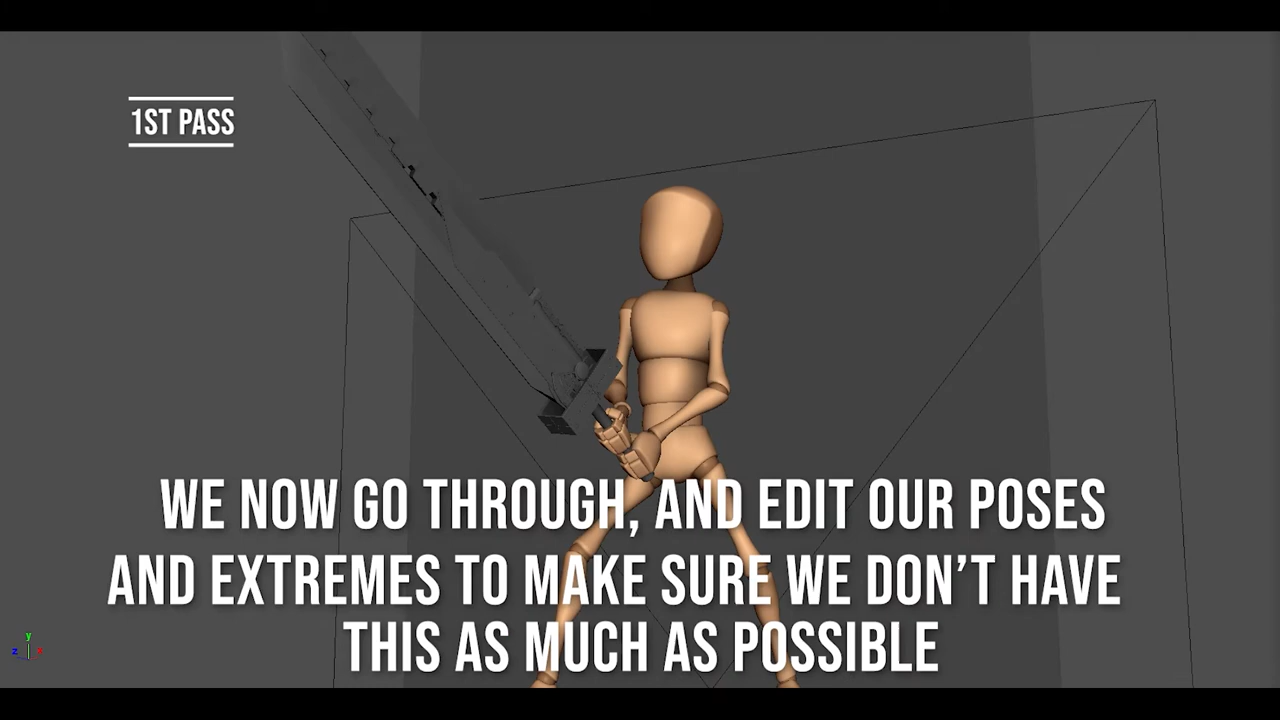 1ST PASS
WE NOW GO THROUGH, AND EDIT OUR POSES
AND EXTREMES TO MAKE SURE WE DON’T HAVE
THIS AS MUCH AS POSSIBLE
y
z x